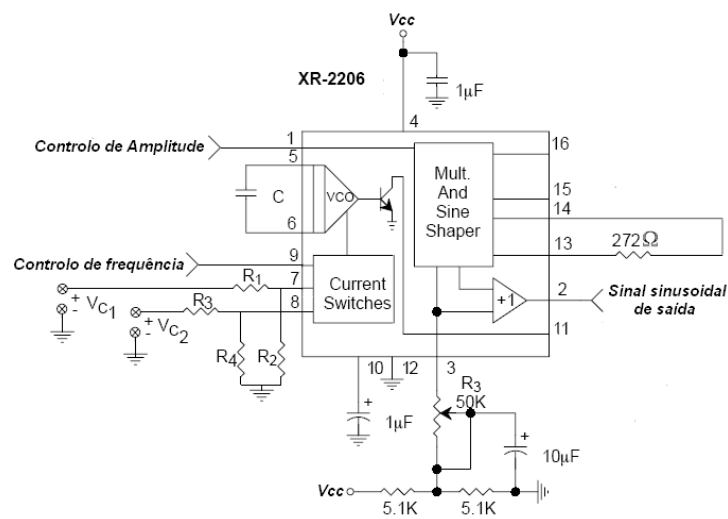 Vcc
XR-2206
1µF
4
Controlo de Amplitude
1
16
5
Mult.
And
Sine
Shaper
C
VCO
15
14
6
13
272Ω
9
Controlo de frequência
7
R1
Current
Switches
+1
2
Sinal sinusoidal
de saída
+
-
VC1
R3
8
+
-
VC2
11
R4
R2
10
12
3
R3
50K
+
1µF
+
10µF
Vcc
5.1K
5.1K